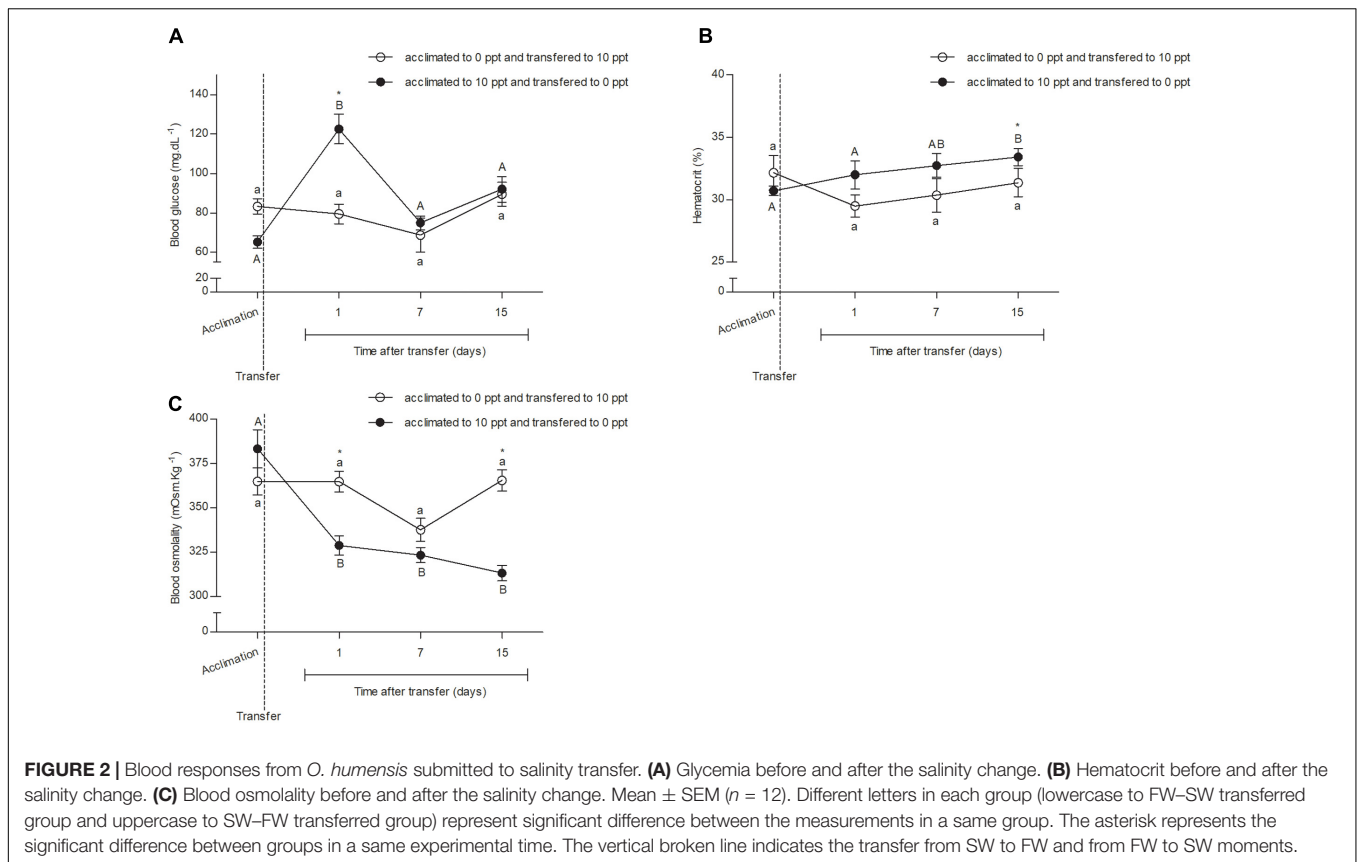 A
acclimated to 0 ppt and transfered to 10 ppt
acclimated to 10 ppt and transfered to 0 ppt
Blood glucose (mg.dL⁻¹)
140
120
100
80
60
20
0
a
A
*
B
a
A
a
A
a
Acclimation
1
7
15
Time after transfer (days)
Transfer
B
acclimated to 0 ppt and transfered to 10 ppt
acclimated to 10 ppt and transfered to 0 ppt
Hematocrit (%)
40
35
30
25
0
a
A
A
a
AB
a
*
B
a
Acclimation
1
7
15
Time after transfer (days)
Transfer
C
acclimated to 0 ppt and transfered to 10 ppt
acclimated to 10 ppt and transfered to 0 ppt
Blood osmolality (mOsm.Kg⁻¹)
400
375
350
325
300
0
A
a
*
a
B
a
B
*
a
B
Acclimation
1
7
15
Time after transfer (days)
Transfer
FIGURE 2 | Blood responses from O. humensis submitted to salinity transfer. (A) Glycemia before and after the salinity change. (B) Hematocrit before and after the
salinity change. (C) Blood osmolality before and after the salinity change. Mean ± SEM (n = 12). Different letters in each group (lowercase to FW–SW transferred
group and uppercase to SW–FW transferred group) represent significant difference between the measurements in a same group. The asterisk represents the
significant difference between groups in a same experimental time. The vertical broken line indicates the transfer from SW to FW and from FW to SW moments.